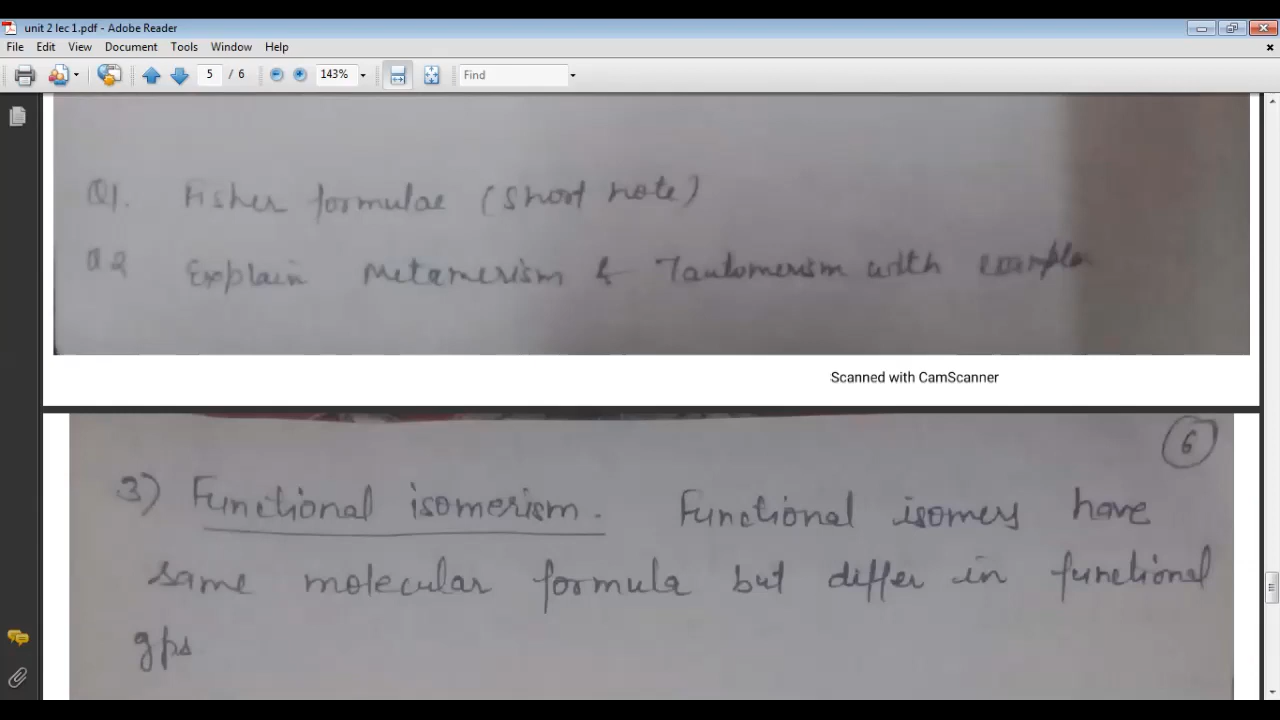 unit 2 lec 1.pdf - Adobe Reader
File Edit View Document Tools Window Help
5 / 6 143% Find
Q1. Fisher formulae (short note)
Q2 Explain Metamerism & Tautomerism with
Scanned with CamScanner
6
3) Functional isomerism. Functional isomers have
same molecular formula but differ in functional
gps